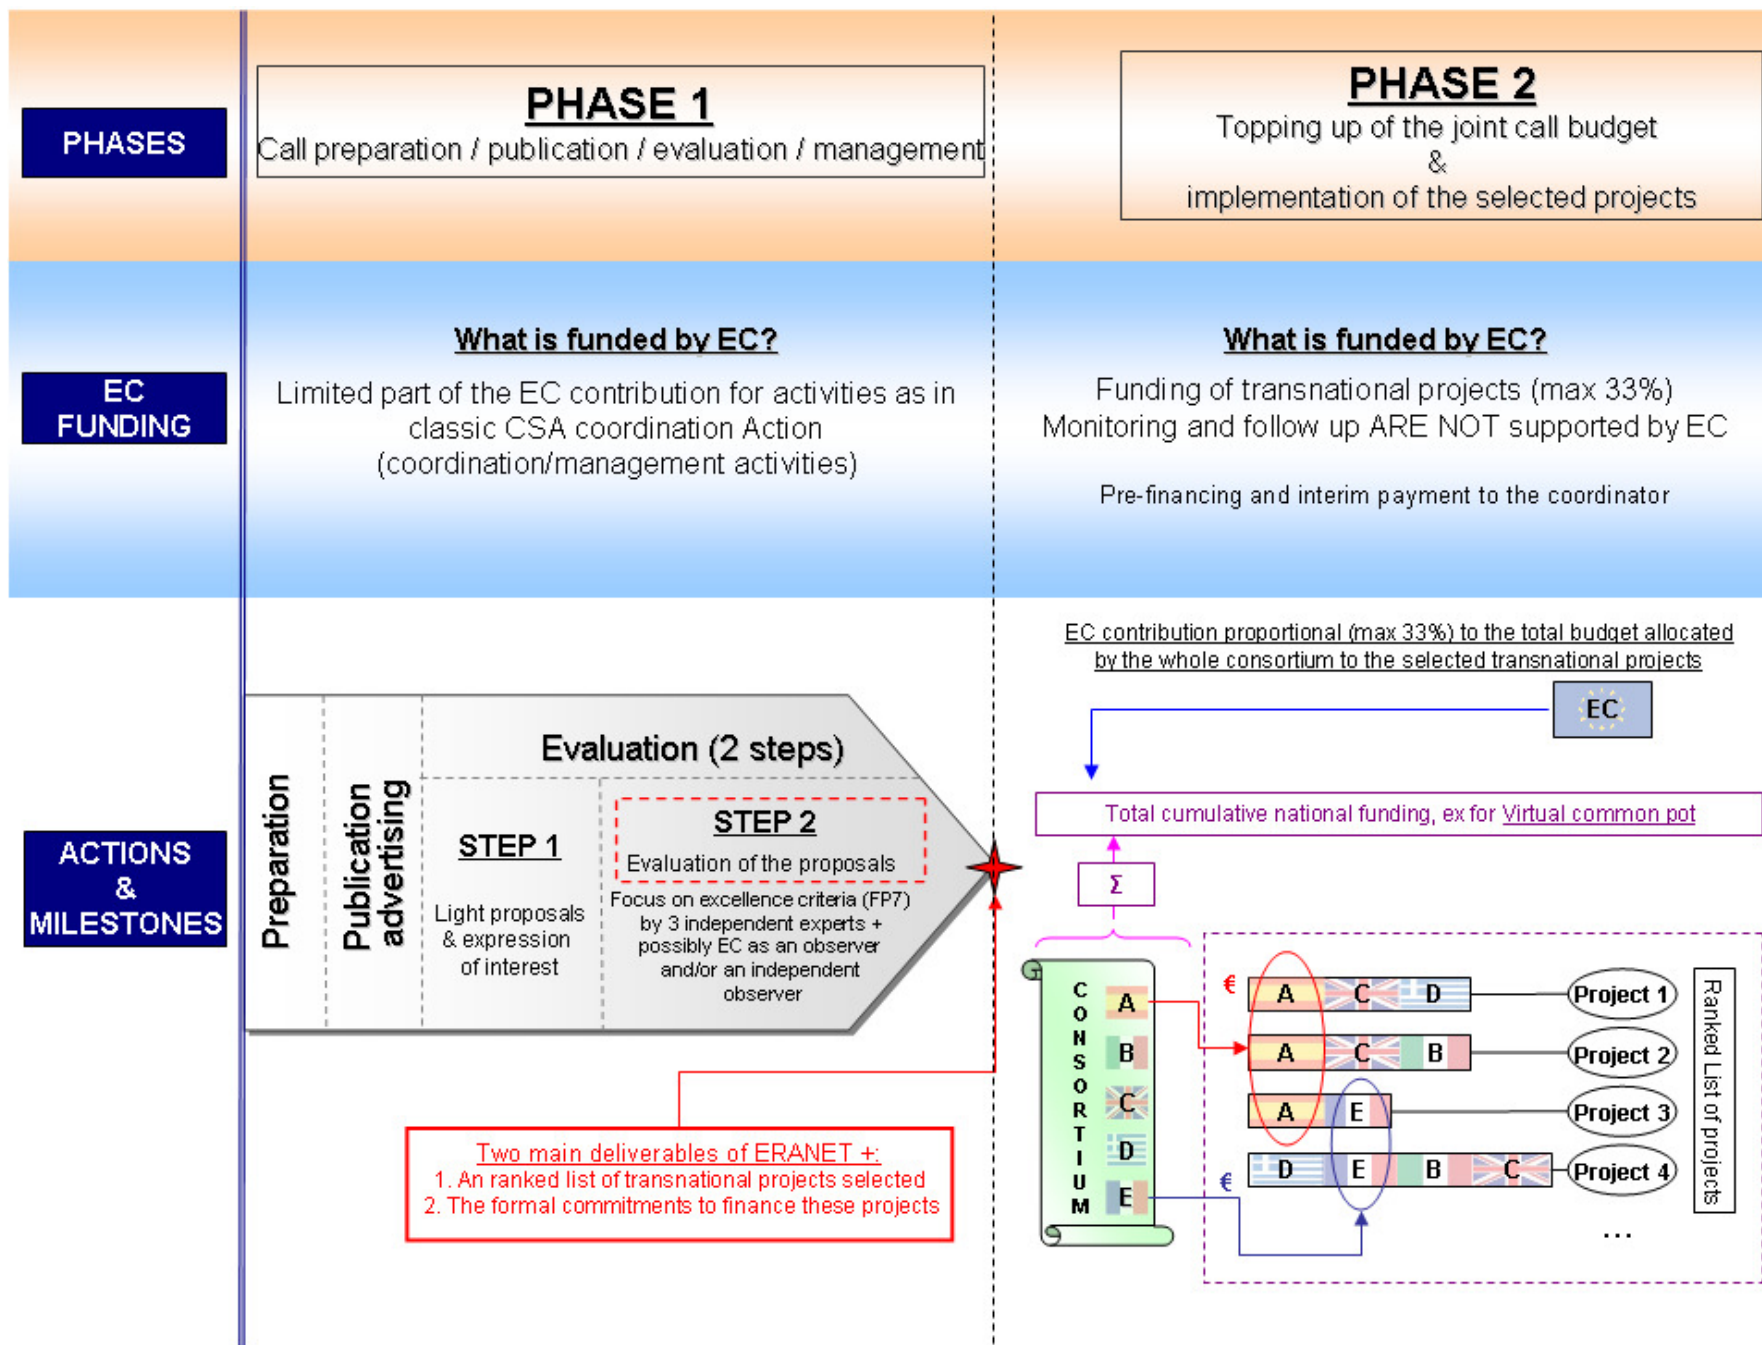 PHASES
PHASE 1
Call preparation / publication / evaluation / management
PHASE 2
Topping up of the joint call budget
&
implementation of the selected projects
EC
FUNDING
What is funded by EC?
Limited part of the EC contribution for activities as in
classic CSA coordination Action
(coordination/management activities)
What is funded by EC?
Funding of transnational projects (max 33%)
Monitoring and follow up ARE NOT supported by EC
Pre-financing and interim payment to the coordinator
ACTIONS
&
MILESTONES
Preparation
Publication
advertising
Evaluation (2 steps)
STEP 1
Light proposals
& expression
of interest
STEP 2
Evaluation of the proposals
Focus on excellence criteria (FP7)
by 3 independent experts +
possibly EC as an observer
and/or an independent
observer
Two main deliverables of ERANET +:
1. An ranked list of transnational projects selected
2. The formal commitments to finance these projects
EC contribution proportional (max 33%) to the total budget allocated
by the whole consortium to the selected transnational projects
EC
Total cumulative national funding, ex for Virtual common pot
Σ
CONSORTIUM
A
B
C
D
E
€
A C D Project 1
A C B Project 2
A E Project 3
€
D E B C Project 4
...
Ranked List of projects